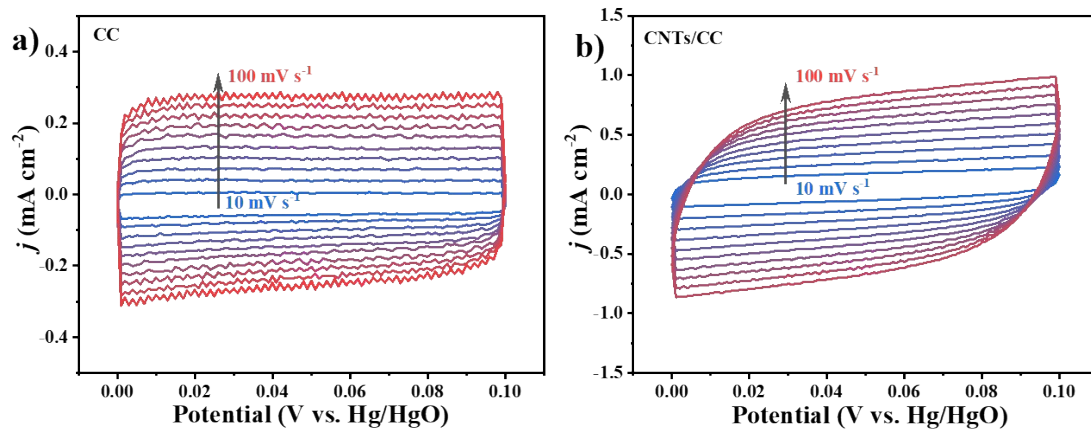 a)
CC
100 mV s⁻¹
10 mV s⁻¹
0.4
0.2
0.0
-0.2
-0.4
j (mA cm⁻²)
0.00 0.02 0.04 0.06 0.08 0.10
Potential (V vs. Hg/HgO)
b)
CNTs/CC
100 mV s⁻¹
10 mV s⁻¹
1.5
1.0
0.5
0.0
-0.5
-1.0
-1.5
j (mA cm⁻²)
0.00 0.02 0.04 0.06 0.08 0.10
Potential (V vs. Hg/HgO)